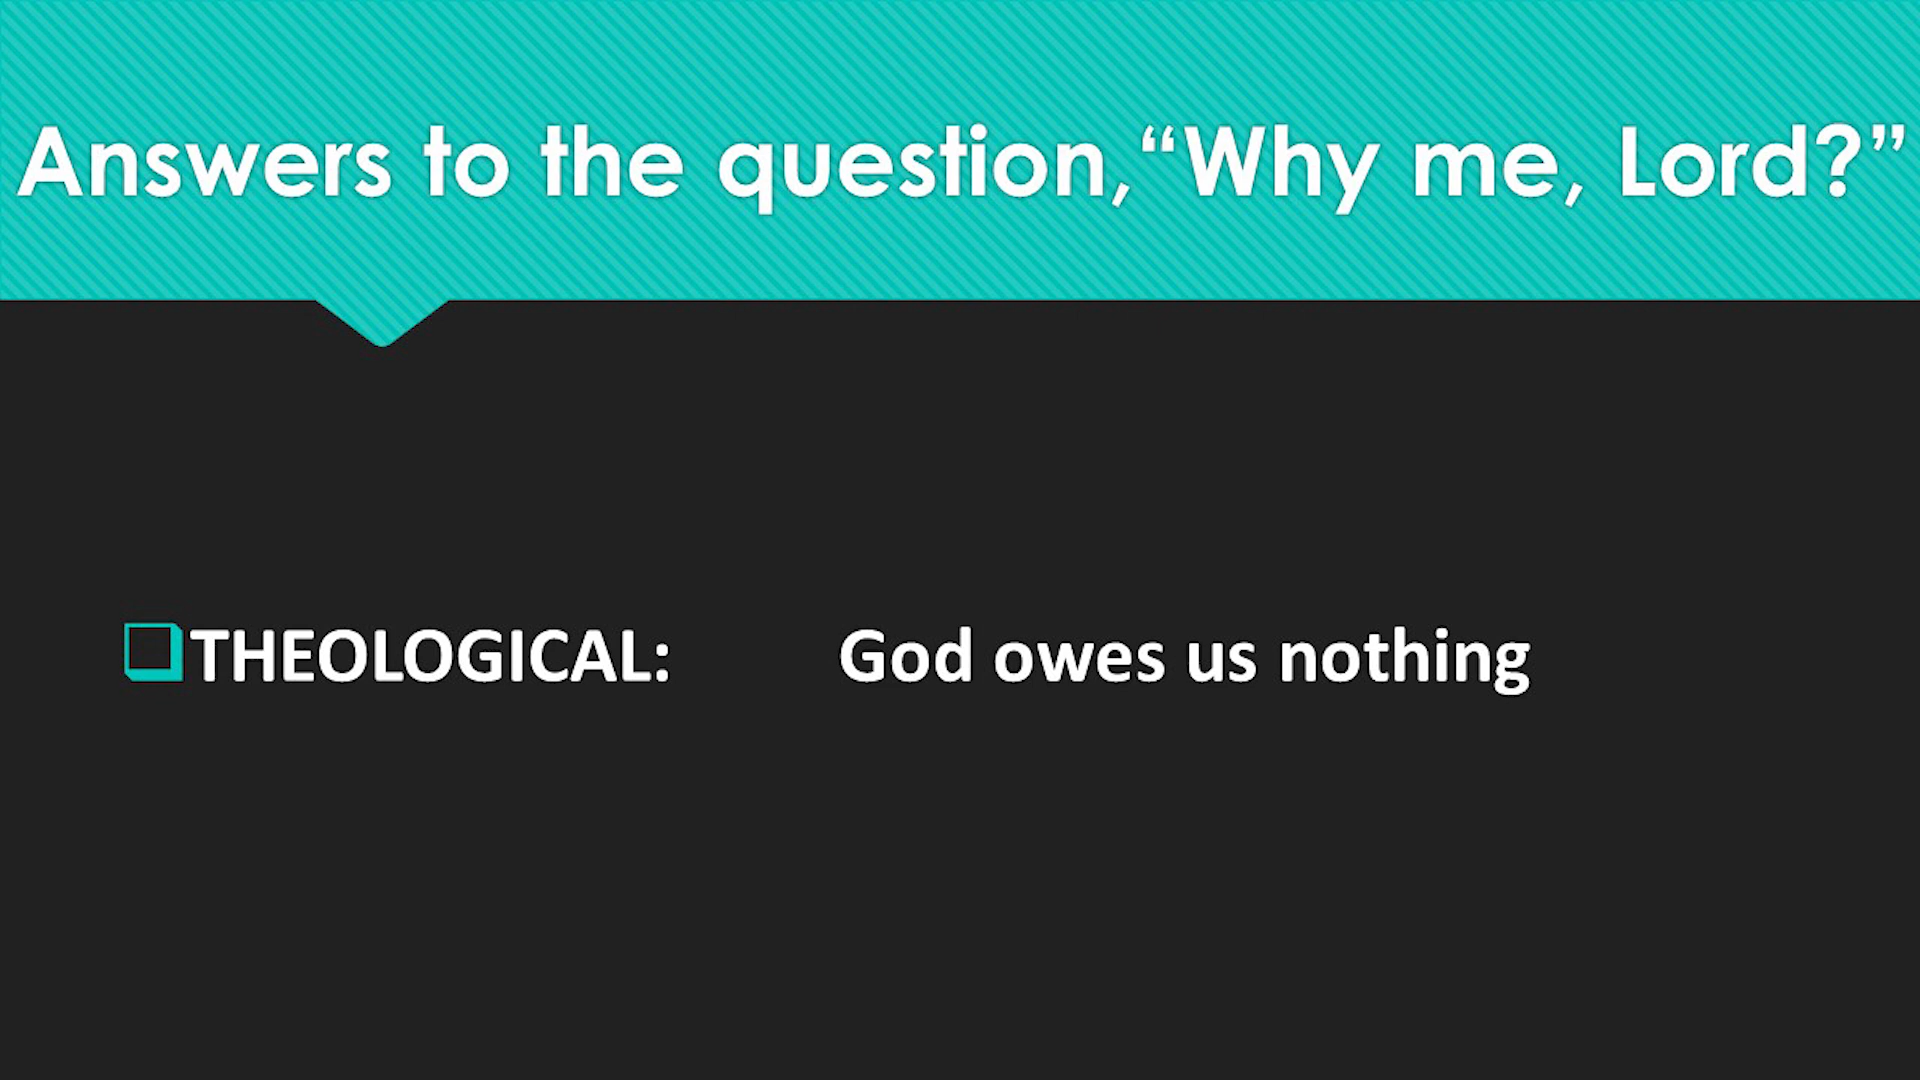 Answers to the question,“Why me, Lord?”
THEOLOGICAL: God owes us nothing